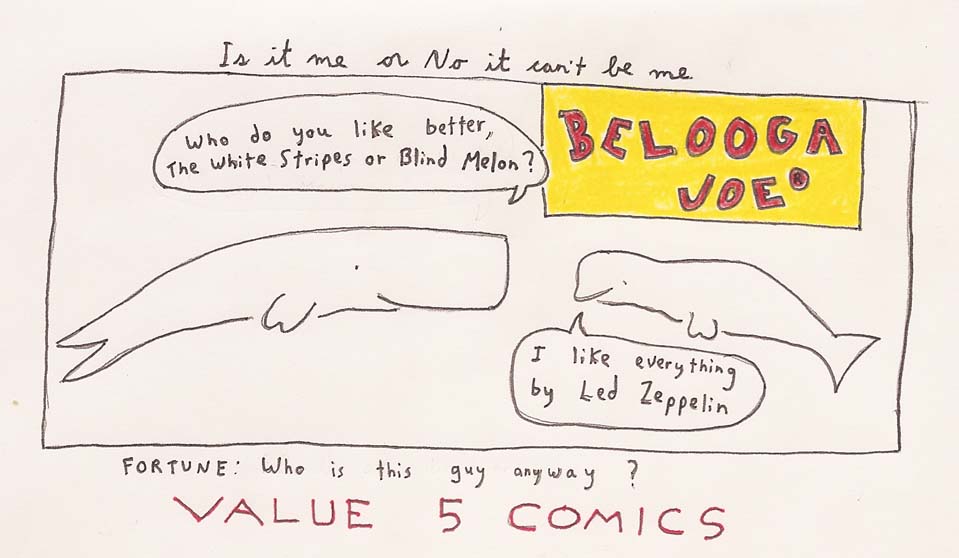 Is it me or No it can't be me
Who do you like better,
The White Stripes or Blind Melon?
BELOOGA
JOE®
I like everything
by Led Zeppelin
FORTUNE: Who is this guy anyway ?
VALUE 5 COMICS